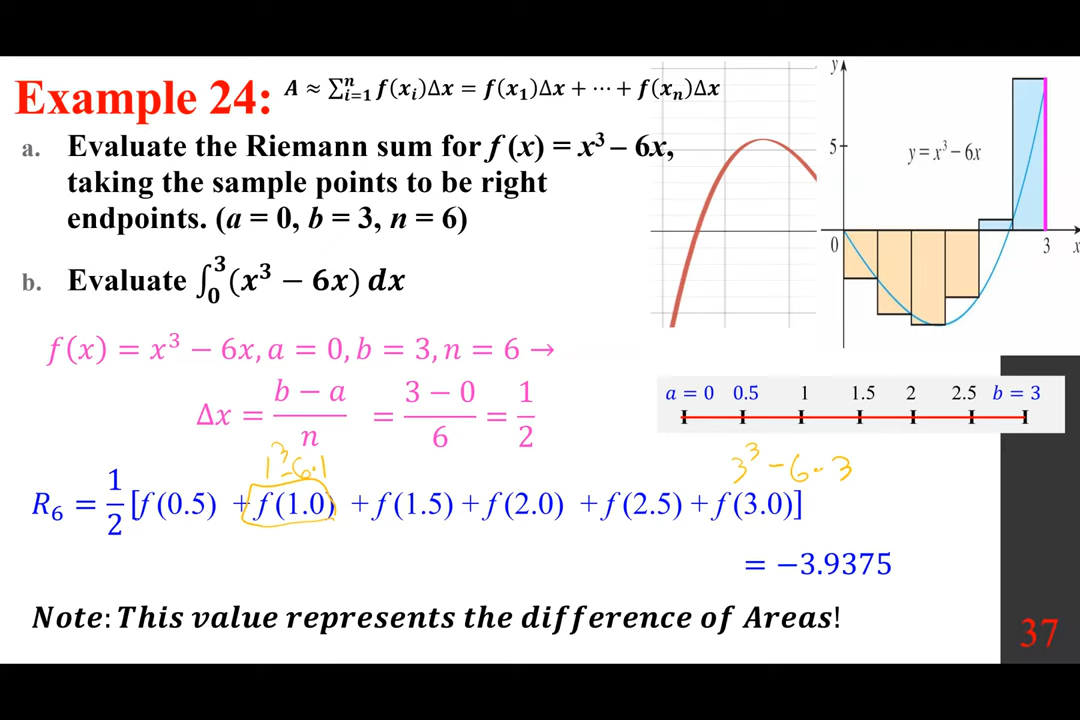 Example 24: A ≈ ∑ⁿᵢ₌₁ f(xᵢ)Δx = f(x₁)Δx + ⋯ + f(xₙ)Δx
a. Evaluate the Riemann sum for f (x) = x³ – 6x,
taking the sample points to be right
endpoints. (a = 0, b = 3, n = 6)
b. Evaluate ∫₀³ (x³ − 6x) dx
y
5
y = x³ − 6x
0
3
x
f(x) = x³ − 6x, a = 0, b = 3, n = 6 →
Δx = (b − a)/n = (3 − 0)/6 = 1/2
a = 0 0.5 1 1.5 2 2.5 b = 3
1³-6·1
3³-6·3
R₆ = 1/2 [f(0.5) + f(1.0) + f(1.5) + f(2.0) + f(2.5) + f(3.0)]
= −3.9375
Note: This value represents the difference of Areas!
37